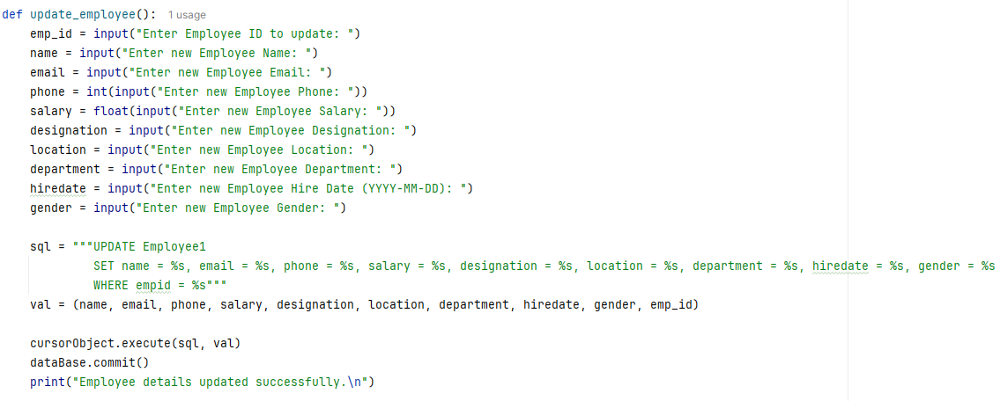 def update_employee():  1 usage
    emp_id = input("Enter Employee ID to update: ")
    name = input("Enter new Employee Name: ")
    email = input("Enter new Employee Email: ")
    phone = int(input("Enter new Employee Phone: "))
    salary = float(input("Enter new Employee Salary: "))
    designation = input("Enter new Employee Designation: ")
    location = input("Enter new Employee Location: ")
    department = input("Enter new Employee Department: ")
    hiredate = input("Enter new Employee Hire Date (YYYY-MM-DD): ")
    gender = input("Enter new Employee Gender: ")

    sql = """UPDATE Employee1
             SET name = %s, email = %s, phone = %s, salary = %s, designation = %s, location = %s, department = %s, hiredate = %s, gender = %s
             WHERE empid = %s"""
    val = (name, email, phone, salary, designation, location, department, hiredate, gender, emp_id)

    cursorObject.execute(sql, val)
    dataBase.commit()
    print("Employee details updated successfully.\n")